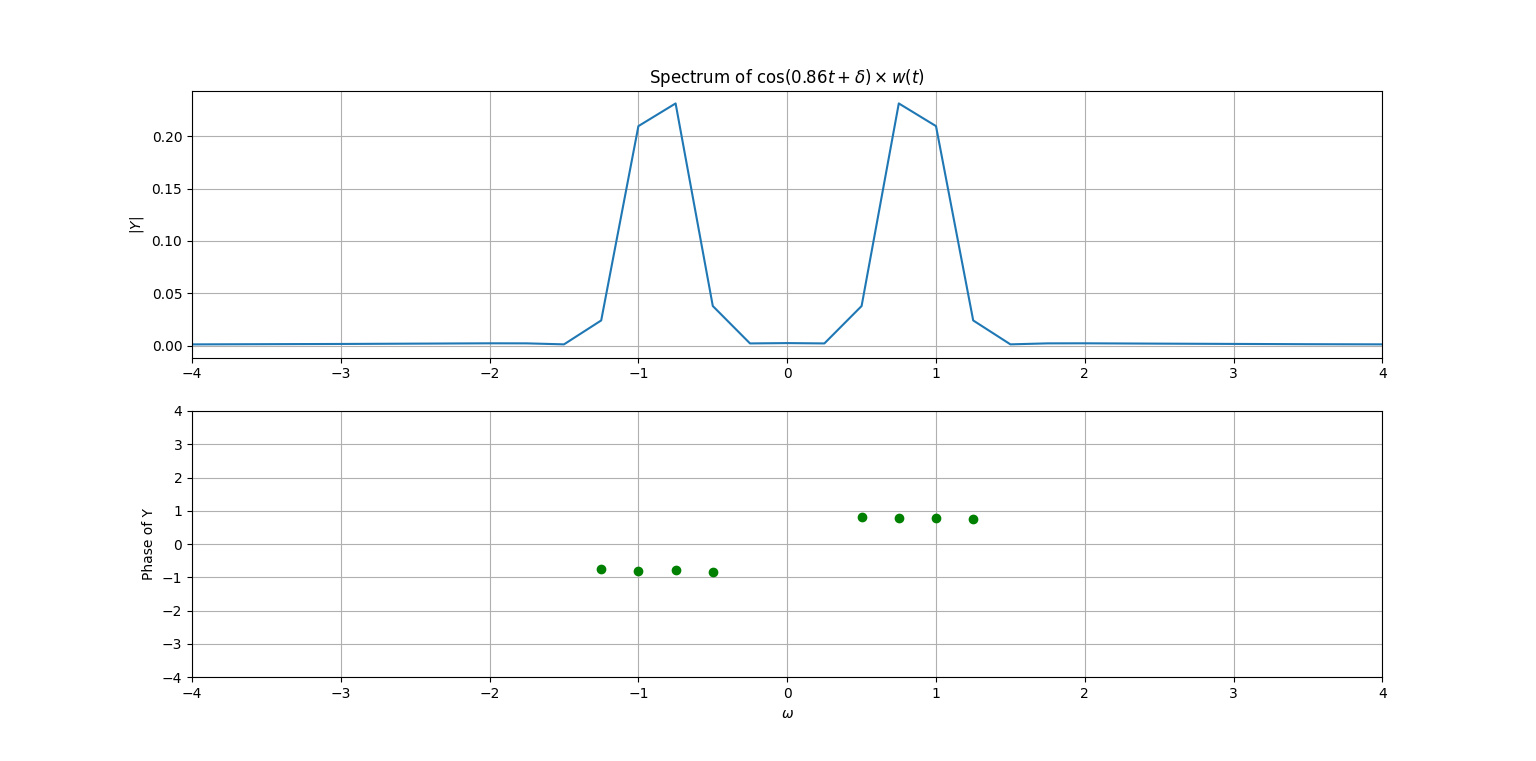 Spectrum of cos(0.86t + δ) × w(t)
|Y|
0.20
0.15
0.10
0.05
0.00
−4 −3 −2 −1 0 1 2 3 4
Phase of Y
4
3
2
1
0
−1
−2
−3
−4
−4 −3 −2 −1 0 1 2 3 4
ω